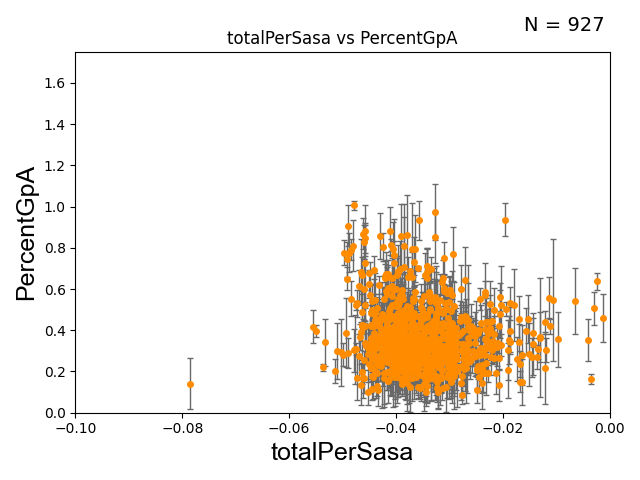 N = 927
totalPerSasa vs PercentGpA
1.6
1.4
1.2
1.0
0.8
0.6
0.4
0.2
0.0
PercentGpA
−0.10 −0.08 −0.06 −0.04 −0.02 0.00
totalPerSasa